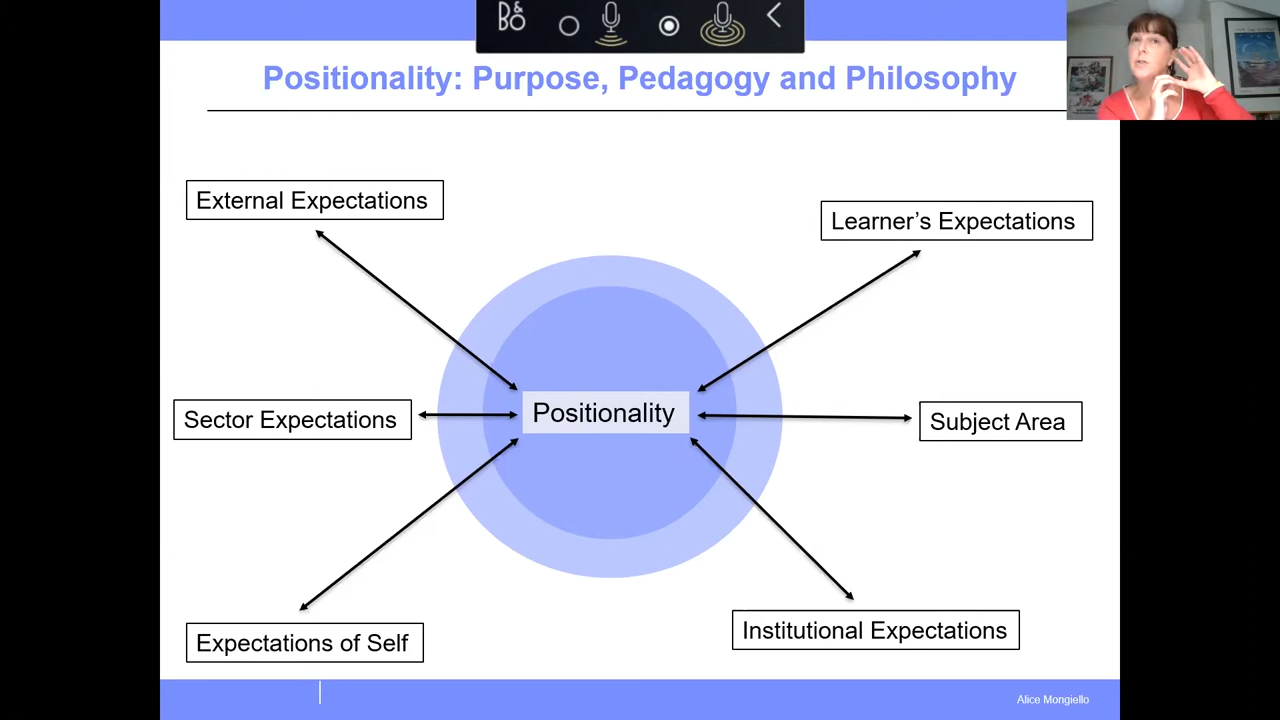 B&O
Positionality: Purpose, Pedagogy and Philosophy
External Expectations
Learner’s Expectations
Sector Expectations
Positionality
Subject Area
Expectations of Self
Institutional Expectations
Alice Mongiello